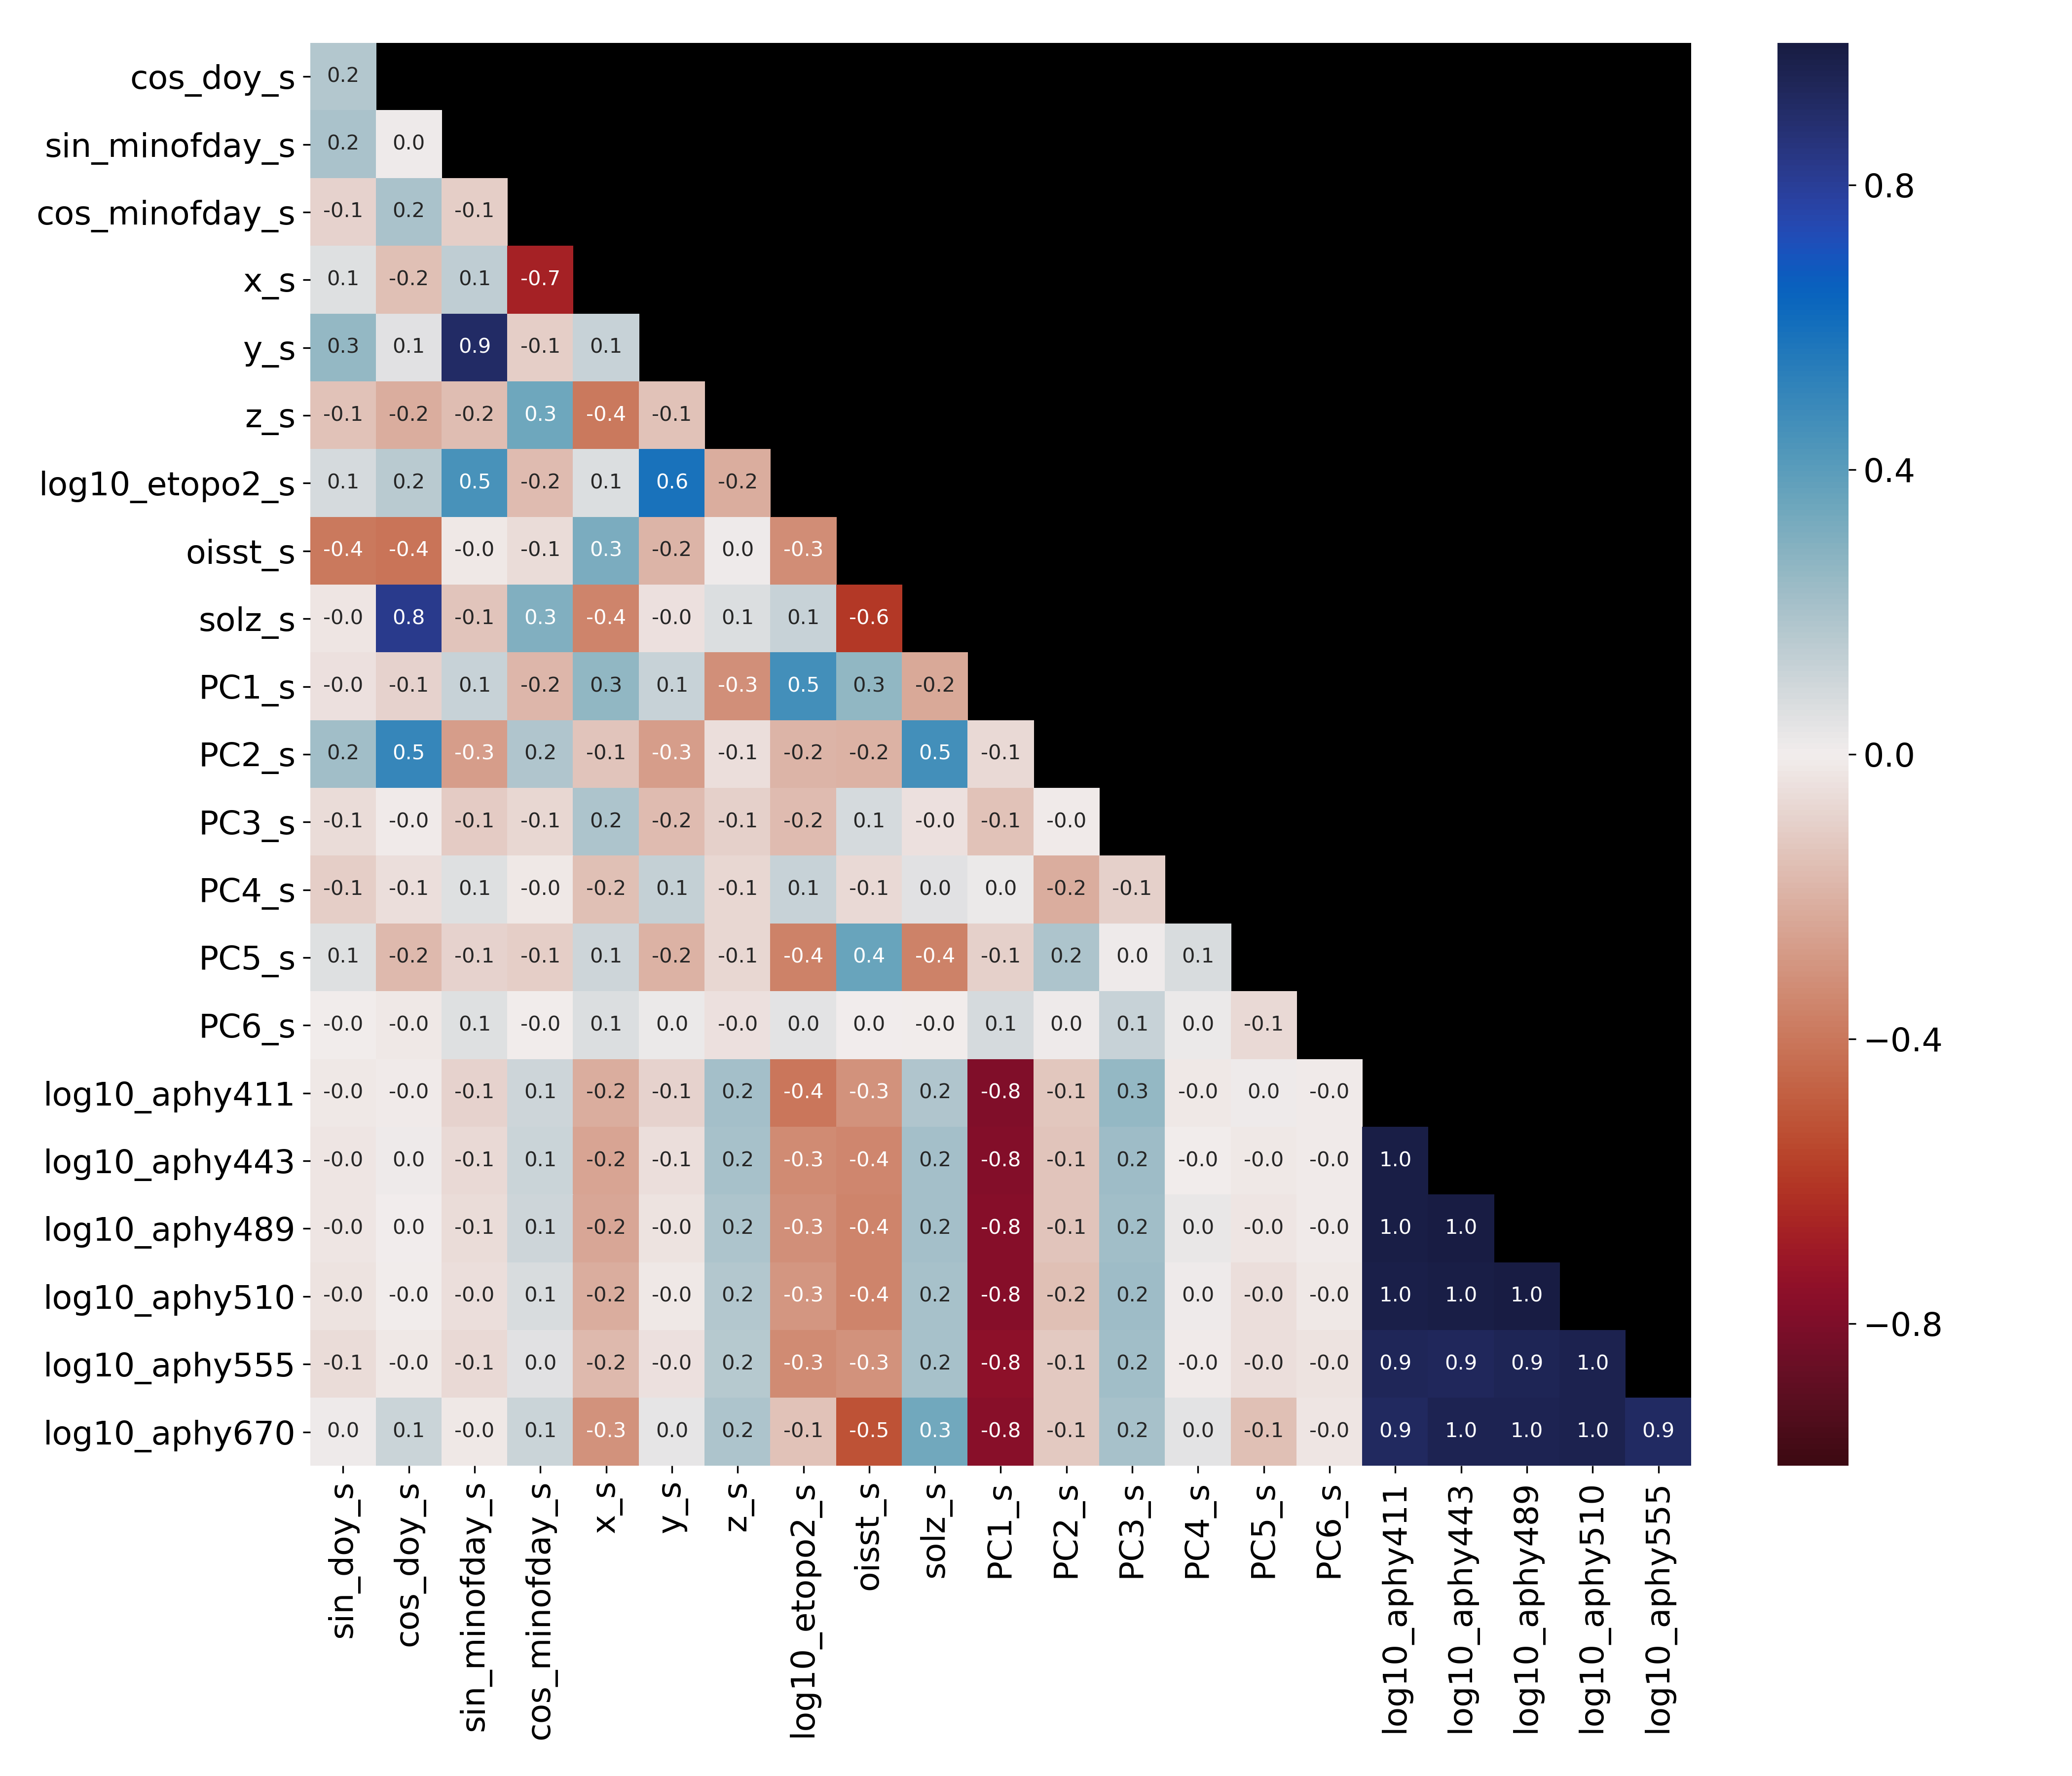 cos_doy_s 0.2
sin_minofday_s 0.2 0.0
cos_minofday_s -0.1 0.2 -0.1
x_s 0.1 -0.2 0.1 -0.7
y_s 0.3 0.1 0.9 -0.1 0.1
z_s -0.1 -0.2 -0.2 0.3 -0.4 -0.1
log10_etopo2_s 0.1 0.2 0.5 -0.2 0.1 0.6 -0.2
oisst_s -0.4 -0.4 -0.0 -0.1 0.3 -0.2 0.0 -0.3
solz_s -0.0 0.8 -0.1 0.3 -0.4 -0.0 0.1 0.1 -0.6
PC1_s -0.0 -0.1 0.1 -0.2 0.3 0.1 -0.3 0.5 0.3 -0.2
PC2_s 0.2 0.5 -0.3 0.2 -0.1 -0.3 -0.1 -0.2 -0.2 0.5 -0.1
PC3_s -0.1 -0.0 -0.1 -0.1 0.2 -0.2 -0.1 -0.2 0.1 -0.0 -0.1 -0.0
PC4_s -0.1 -0.1 0.1 -0.0 -0.2 0.1 -0.1 0.1 -0.1 0.0 0.0 -0.2 -0.1
PC5_s 0.1 -0.2 -0.1 -0.1 0.1 -0.2 -0.1 -0.4 0.4 -0.4 -0.1 0.2 0.0 0.1
PC6_s -0.0 -0.0 0.1 -0.0 0.1 0.0 -0.0 0.0 0.0 -0.0 0.1 0.0 0.1 0.0 -0.1
log10_aphy411 -0.0 -0.0 -0.1 0.1 -0.2 -0.1 0.2 -0.4 -0.3 0.2 -0.8 -0.1 0.3 -0.0 0.0 -0.0
log10_aphy443 -0.0 0.0 -0.1 0.1 -0.2 -0.1 0.2 -0.3 -0.4 0.2 -0.8 -0.1 0.2 -0.0 -0.0 -0.0 1.0
log10_aphy489 -0.0 0.0 -0.1 0.1 -0.2 -0.0 0.2 -0.3 -0.4 0.2 -0.8 -0.1 0.2 0.0 -0.0 -0.0 1.0 1.0
log10_aphy510 -0.0 -0.0 -0.0 0.1 -0.2 -0.0 0.2 -0.3 -0.4 0.2 -0.8 -0.2 0.2 0.0 -0.0 -0.0 1.0 1.0 1.0
log10_aphy555 -0.1 -0.0 -0.1 0.0 -0.2 -0.0 0.2 -0.3 -0.3 0.2 -0.8 -0.1 0.2 -0.0 -0.0 -0.0 0.9 0.9 0.9 1.0
log10_aphy670 0.0 0.1 -0.0 0.1 -0.3 0.0 0.2 -0.1 -0.5 0.3 -0.8 -0.1 0.2 0.0 -0.1 -0.0 0.9 1.0 1.0 1.0 0.9
sin_doy_s
cos_doy_s
sin_minofday_s
cos_minofday_s
x_s
y_s
z_s
log10_etopo2_s
oisst_s
solz_s
PC1_s
PC2_s
PC3_s
PC4_s
PC5_s
PC6_s
log10_aphy411
log10_aphy443
log10_aphy489
log10_aphy510
log10_aphy555
0.8
0.4
0.0
−0.4
−0.8